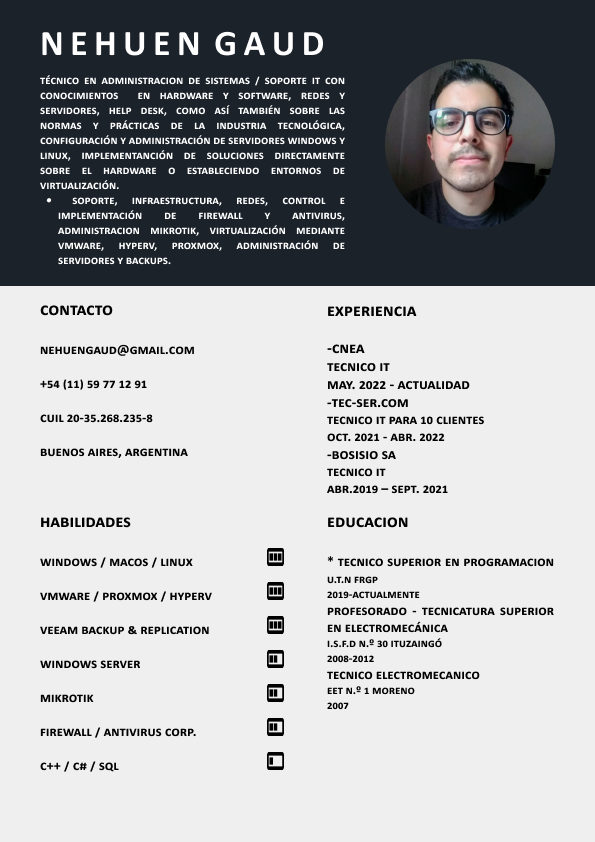 NEHUEN GAUD
TÉCNICO EN ADMINISTRACION DE SISTEMAS / SOPORTE IT CON
CONOCIMIENTOS EN HARDWARE Y SOFTWARE, REDES Y
SERVIDORES, HELP DESK, COMO ASÍ TAMBIÉN SOBRE LAS
NORMAS Y PRÁCTICAS DE LA INDUSTRIA TECNOLÓGICA,
CONFIGURACIÓN Y ADMINISTRACIÓN DE SERVIDORES WINDOWS Y
LINUX, IMPLEMENTANCIÓN DE SOLUCIONES DIRECTAMENTE
SOBRE EL HARDWARE O ESTABLECIENDO ENTORNOS DE
VIRTUALIZACIÓN.
• SOPORTE, INFRAESTRUCTURA, REDES, CONTROL E
IMPLEMENTACIÓN DE FIREWALL Y ANTIVIRUS,
ADMINISTRACION MIKROTIK, VIRTUALIZACIÓN MEDIANTE
VMWARE, HYPERV, PROXMOX, ADMINISTRACIÓN DE
SERVIDORES Y BACKUPS.
CONTACTO
NEHUENGAUD@GMAIL.COM
+54 (11) 59 77 12 91
CUIL 20-35.268.235-8
BUENOS AIRES, ARGENTINA
EXPERIENCIA
-CNEA
TECNICO IT
MAY. 2022 - ACTUALIDAD
-TEC-SER.COM
TECNICO IT PARA 10 CLIENTES
OCT. 2021 - ABR. 2022
-BOSISIO SA
TECNICO IT
ABR.2019 – SEPT. 2021
HABILIDADES
WINDOWS / MACOS / LINUX
VMWARE / PROXMOX / HYPERV
VEEAM BACKUP & REPLICATION
WINDOWS SERVER
MIKROTIK
FIREWALL / ANTIVIRUS CORP.
C++ / C# / SQL
EDUCACION
* TECNICO SUPERIOR EN PROGRAMACION
U.T.N FRGP
2019-ACTUALMENTE
PROFESORADO - TECNICATURA SUPERIOR
EN ELECTROMECÁNICA
I.S.F.D N.º 30 ITUZAINGÓ
2008-2012
TECNICO ELECTROMECANICO
EET N.º 1 MORENO
2007